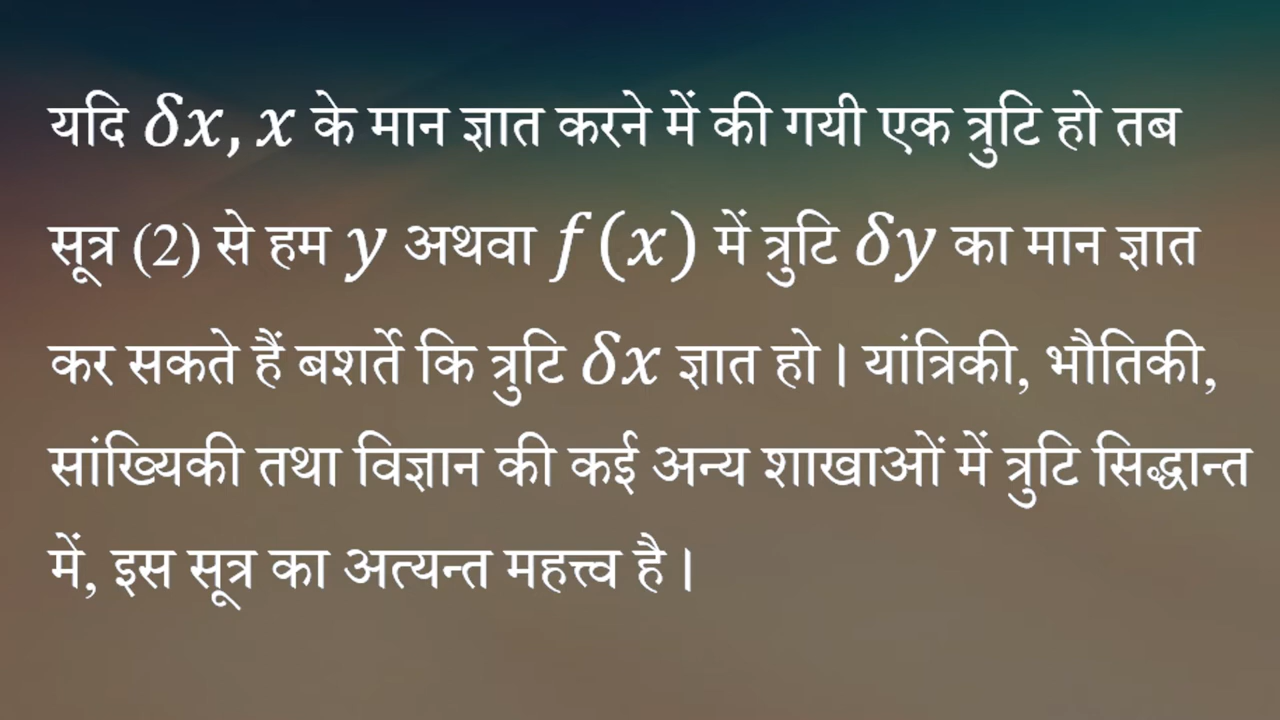 यदि 𝛿𝑥, 𝑥 के मान ज्ञात करने में की गयी एक त्रुटि हो तब
सूत्र (2) से हम 𝑦 अथवा 𝑓(𝑥) में त्रुटि 𝛿𝑦 का मान ज्ञात
कर सकते हैं बशर्ते कि त्रुटि 𝛿𝑥 ज्ञात हो। यांत्रिकी, भौतिकी,
सांख्यिकी तथा विज्ञान की कई अन्य शाखाओं में त्रुटि सिद्धान्त
में, इस सूत्र का अत्यन्त महत्त्व है।